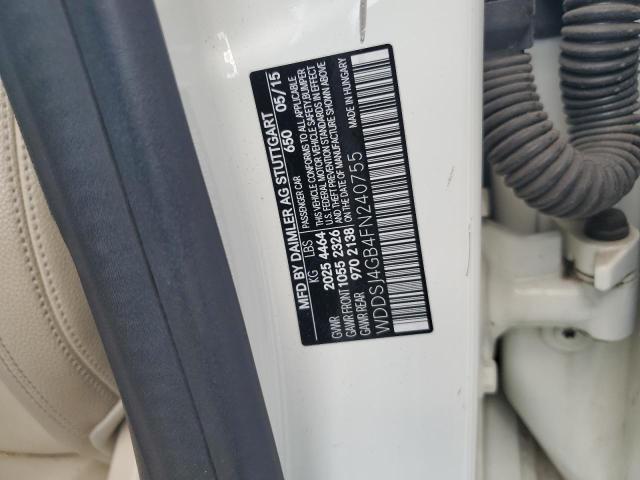 MFD BY DAIMLER AG STUTTGART
PASSENGER CAR 650 05/15
KG LBS
GVWR 2025 4464
GAWR FRONT 1055 2326
GAWR REAR 970 2138
THIS VEHICLE CONFORMS TO ALL APPLICABLE
U.S. FEDERAL MOTOR VEHICLE SAFETY BUMPER
AND THEFT PREVENTION STANDARDS IN EFFECT
ON THE DATE OF MANUFACTURE SHOWN ABOVE
MADE IN HUNGARY
WDDSJ4GB4FN240755